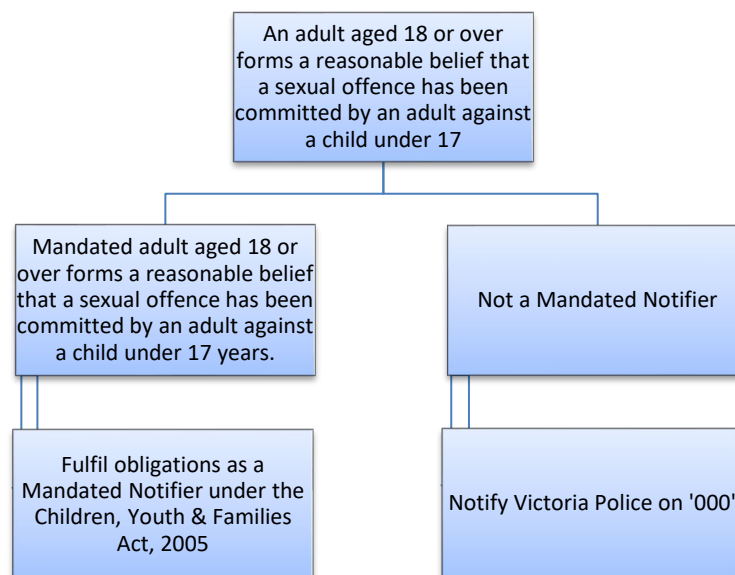 An adult aged 18 or over
forms a reasonable belief that
a sexual offence has been
committed by an adult against
a child under 17
Mandated adult aged 18 or
over forms a reasonable belief
that a sexual offence has been
committed by an adult against
a child under 17 years.
Not a Mandated Notifier
Fulfil obligations as a
Mandated Notifier under the
Children, Youth & Families
Act, 2005
Notify Victoria Police on '000'